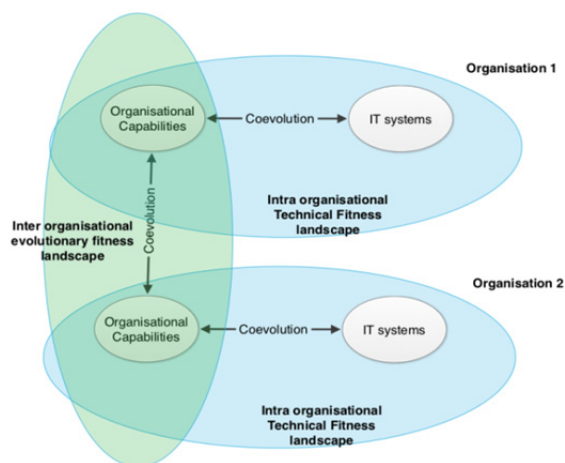 Organisation 1
Organisational
Capabilities
Coevolution
IT systems
Intra organisational
Technical Fitness
landscape
Coevolution
Inter organisational
evolutionary fitness
landscape
Organisation 2
Organisational
Capabilities
Coevolution
IT systems
Intra organisational
Technical Fitness
landscape